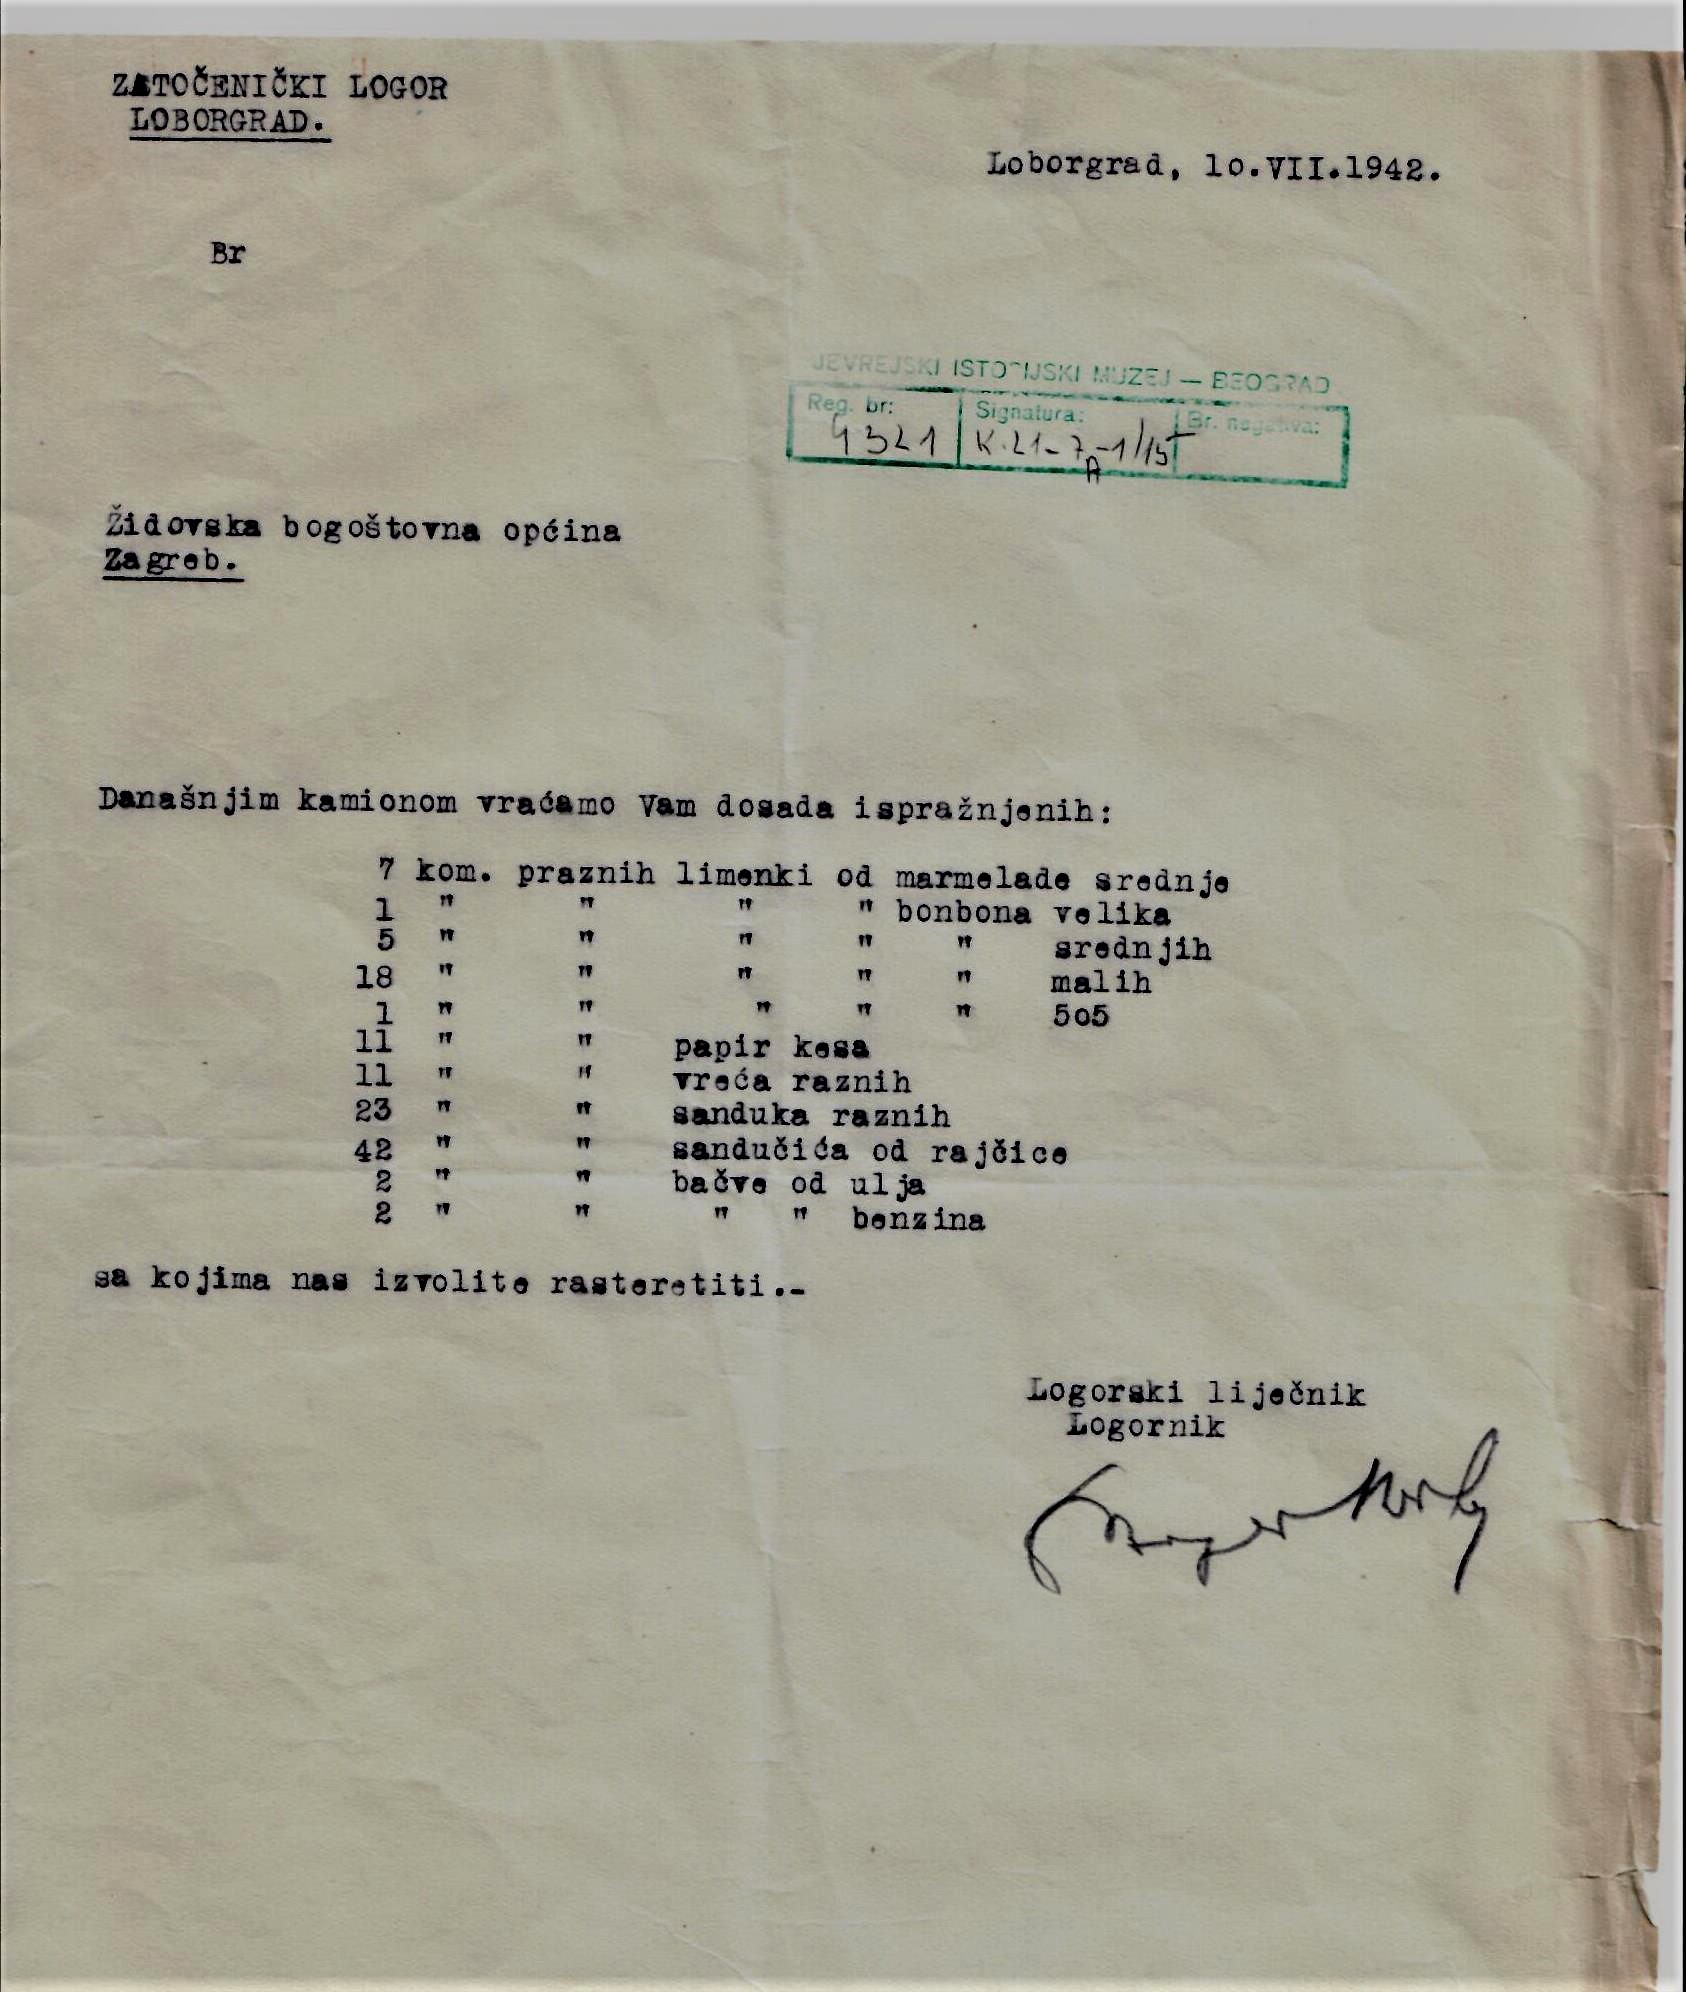 ZATOČENIČKI LOGOR
LOBORGRAD.
Loborgrad, lo.VII.1942.
Br
JEVREJSKI ISTORIJSKI MUZEJ — BEOGRAD
Reg. br: Signatura: Br. negativa:
4321 K.21-7A-1/15
Židovska bogoštovna općina
Zagreb.
Današnjim kamionom vraćamo Vam dosada ispražnjenih:
7 kom. praznih limenki od marmelade srednje
1 " " " " bonbona velika
5 " " " " " srednjih
18 " " " " " malih
1 " " " " " 5o5
11 " " papir kesa
11 " " vreća raznih
23 " " sanduka raznih
42 " " sandučića od rajčice
2 " " bačve od ulja
2 " " " " benzina
sa kojima nas izvolite rasteretiti.-
Logorski liječnik
Logornik